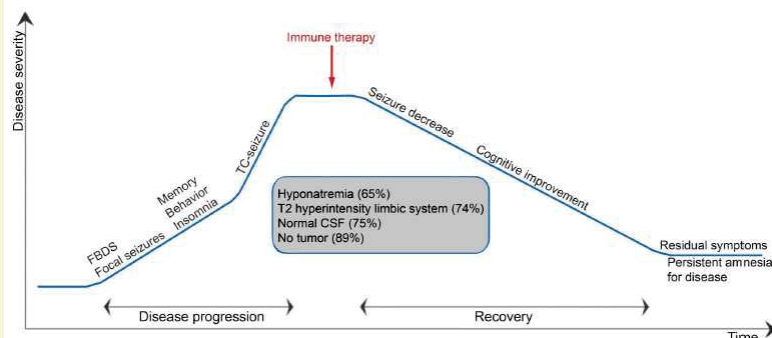 Immune therapy
Disease severity
Seizure decrease
TC-seizure
Cognitive improvement
Memory
Behavior
Insomnia
FBDS
Focal seizures
Hyponatremia (65%)
T2 hyperintensity limbic system (74%)
Normal CSF (75%)
No tumor (89%)
Residual symptoms
Persistent amnesia
for disease
Disease progression
Recovery
Time